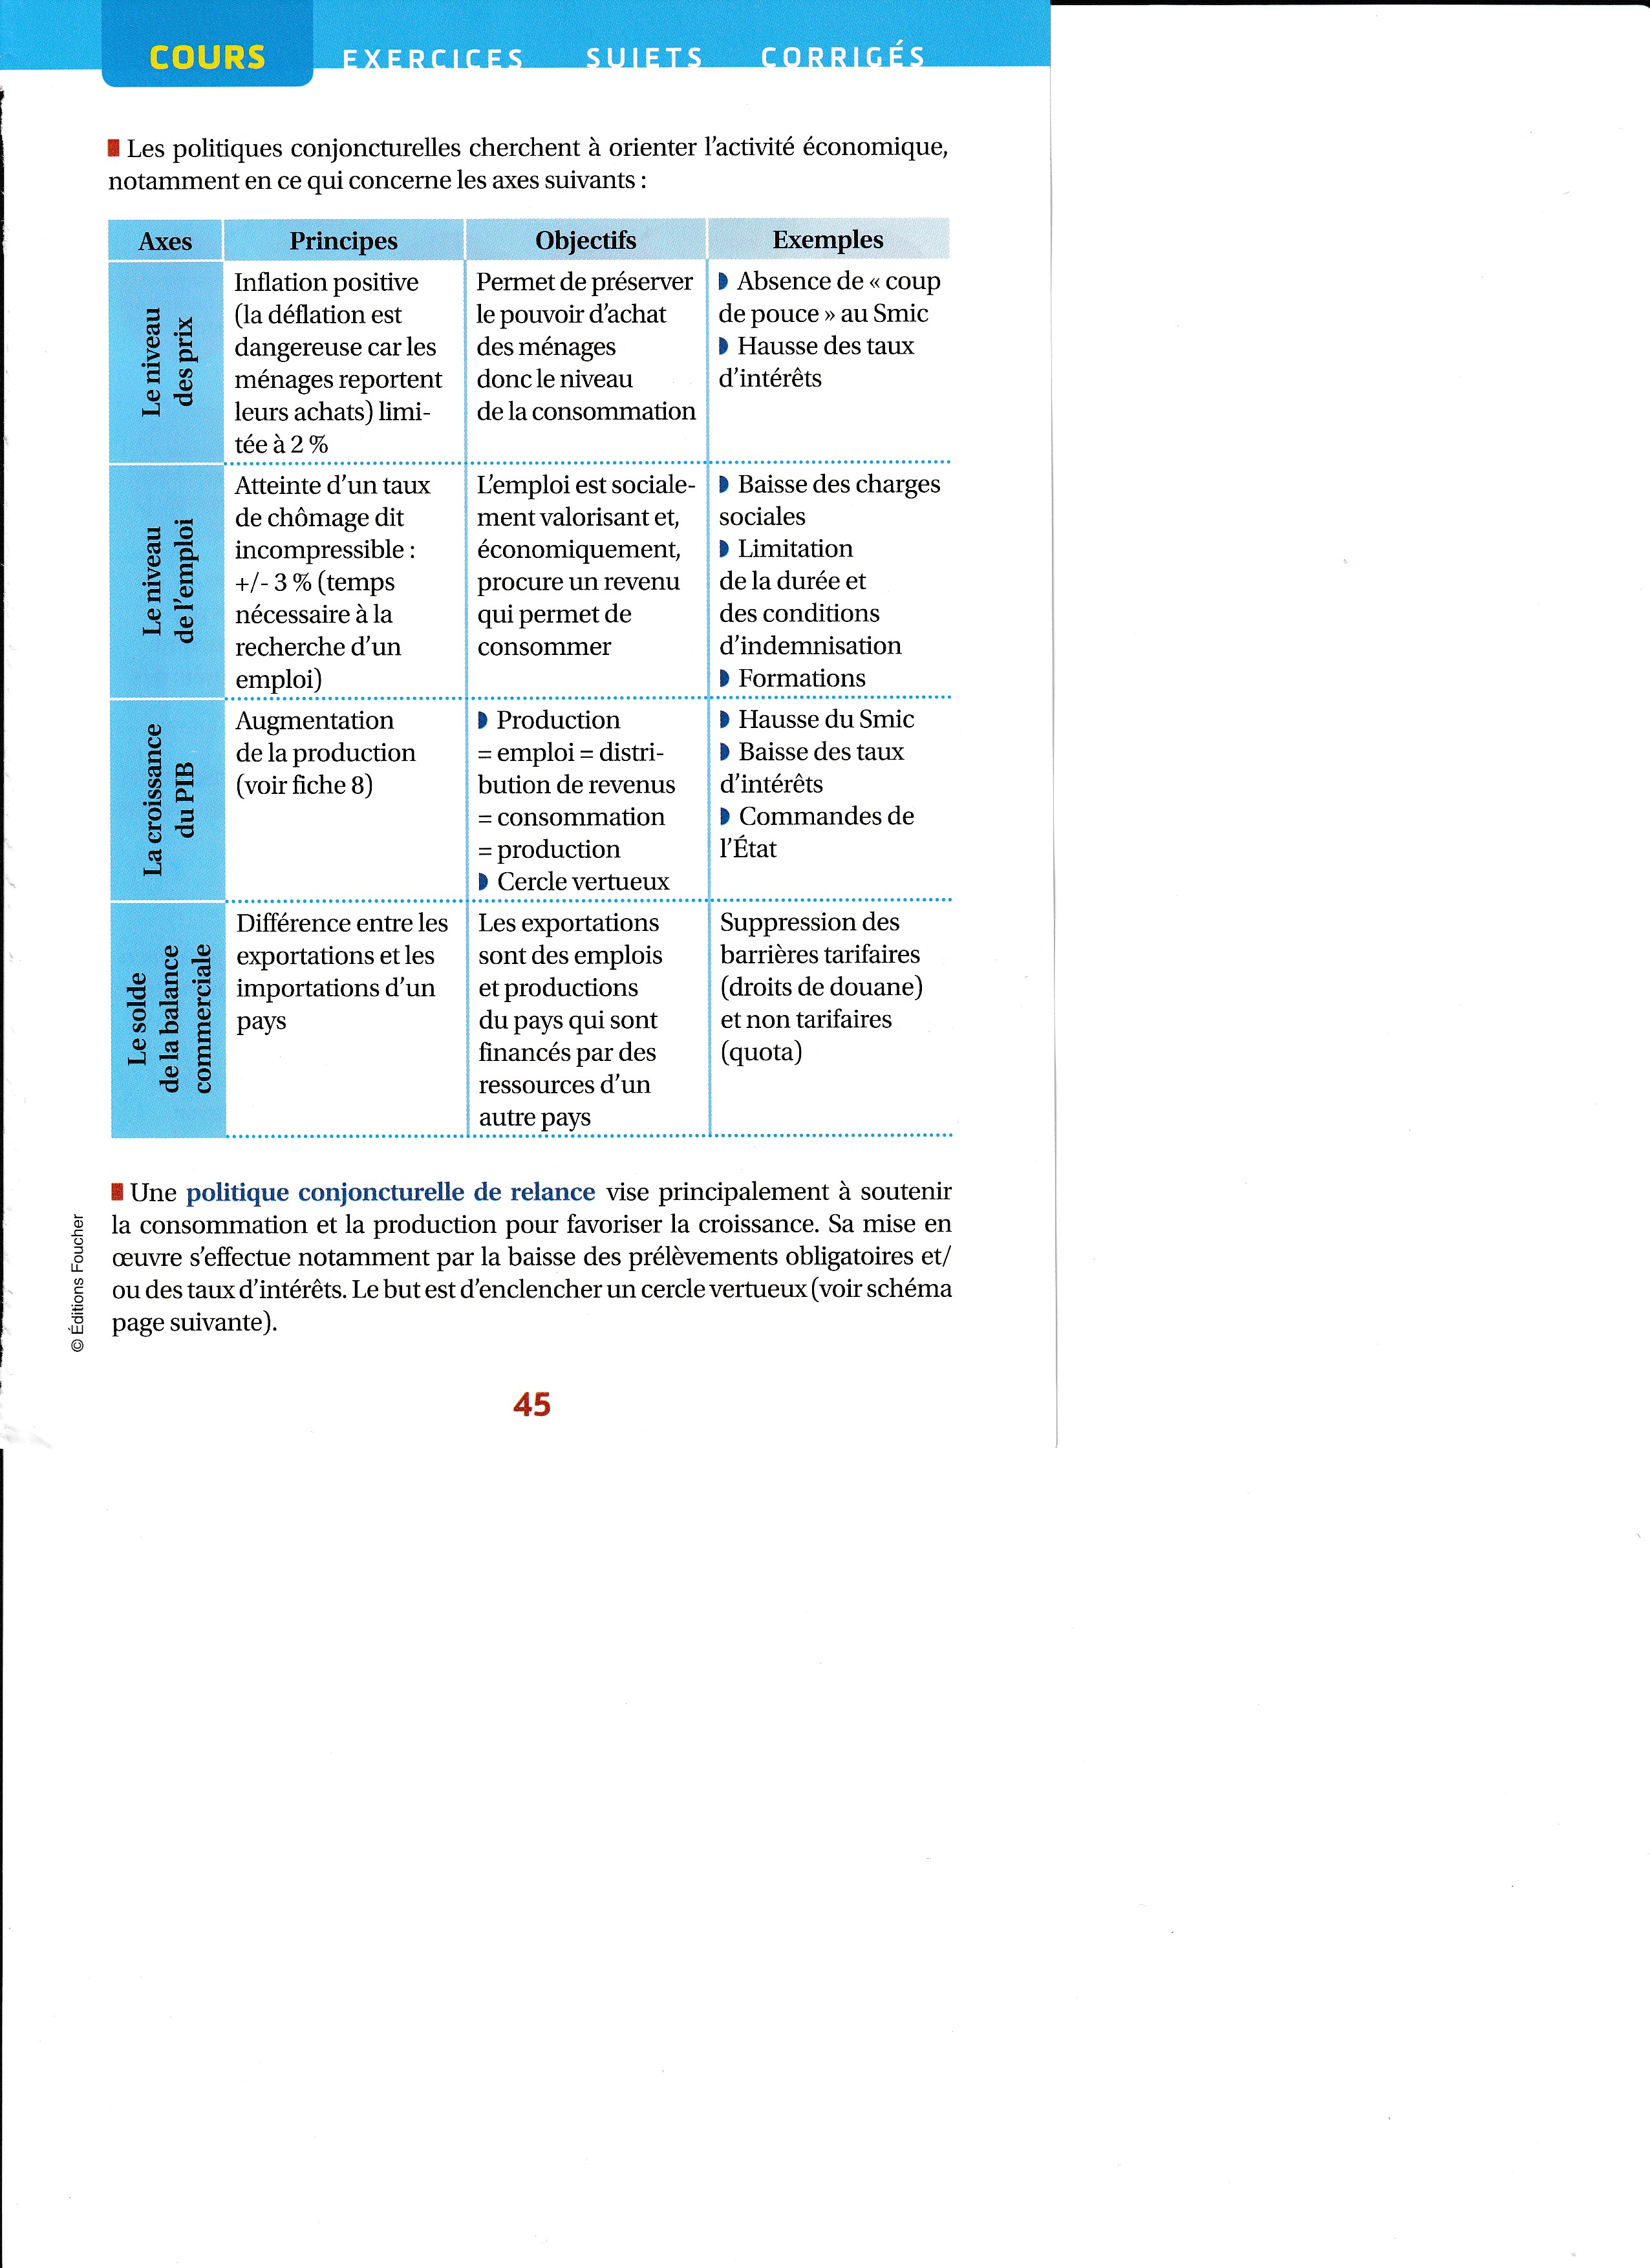 COURS EXERCICES SUJETS CORRIGÉS
Les politiques conjoncturelles cherchent à orienter l'activité économique,
notamment en ce qui concerne les axes suivants :
Axes Principes Objectifs Exemples
Le niveau
des prix
Inflation positive
(la déflation est
dangereuse car les
ménages reportent
leurs achats) limi-
tée à 2 %
Permet de préserver
le pouvoir d'achat
des ménages
donc le niveau
de la consommation
Absence de « coup
de pouce » au Smic
Hausse des taux
d'intérêts
Le niveau
de l'emploi
Atteinte d'un taux
de chômage dit
incompressible :
+/- 3 % (temps
nécessaire à la
recherche d'un
emploi)
L'emploi est sociale-
ment valorisant et,
économiquement,
procure un revenu
qui permet de
consommer
Baisse des charges
sociales
Limitation
de la durée et
des conditions
d'indemnisation
Formations
La croissance
du PIB
Augmentation
de la production
(voir fiche 8)
Production
= emploi = distri-
bution de revenus
= consommation
= production
Cercle vertueux
Hausse du Smic
Baisse des taux
d'intérêts
Commandes de
l'État
Le solde
de la balance
commerciale
Différence entre les
exportations et les
importations d'un
pays
Les exportations
sont des emplois
et productions
du pays qui sont
financés par des
ressources d'un
autre pays
Suppression des
barrières tarifaires
(droits de douane)
et non tarifaires
(quota)
Une politique conjoncturelle de relance vise principalement à soutenir
la consommation et la production pour favoriser la croissance. Sa mise en
œuvre s'effectue notamment par la baisse des prélèvements obligatoires et/
ou des taux d'intérêts. Le but est d'enclencher un cercle vertueux (voir schéma
page suivante).
© Éditions Foucher
45